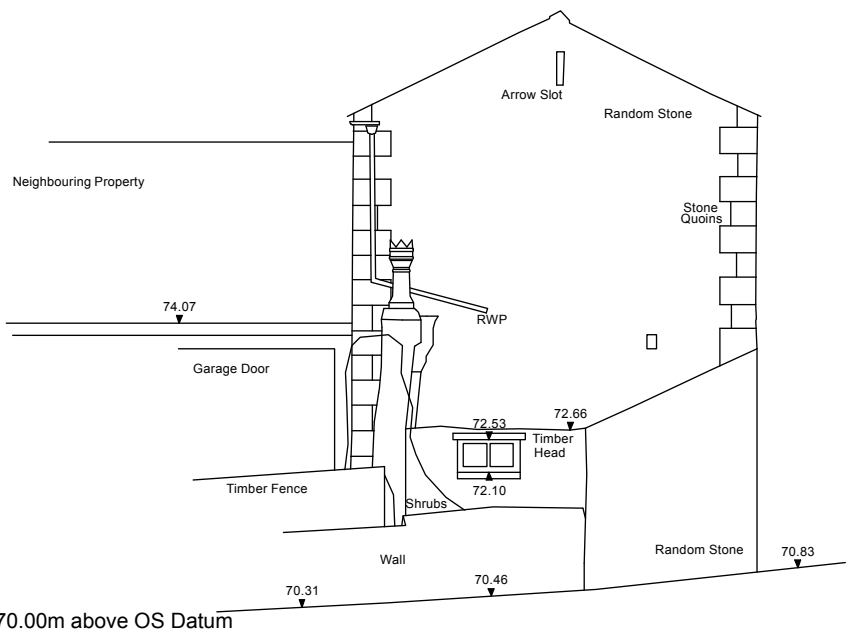 Arrow Slot
Random Stone
Neighbouring Property
Stone
Quoins
74.07
RWP
Garage Door
72.53
72.66
Timber
Head
72.10
Timber Fence
Shrubs
Wall
Random Stone
70.83
70.31
70.46
70.00m above OS Datum